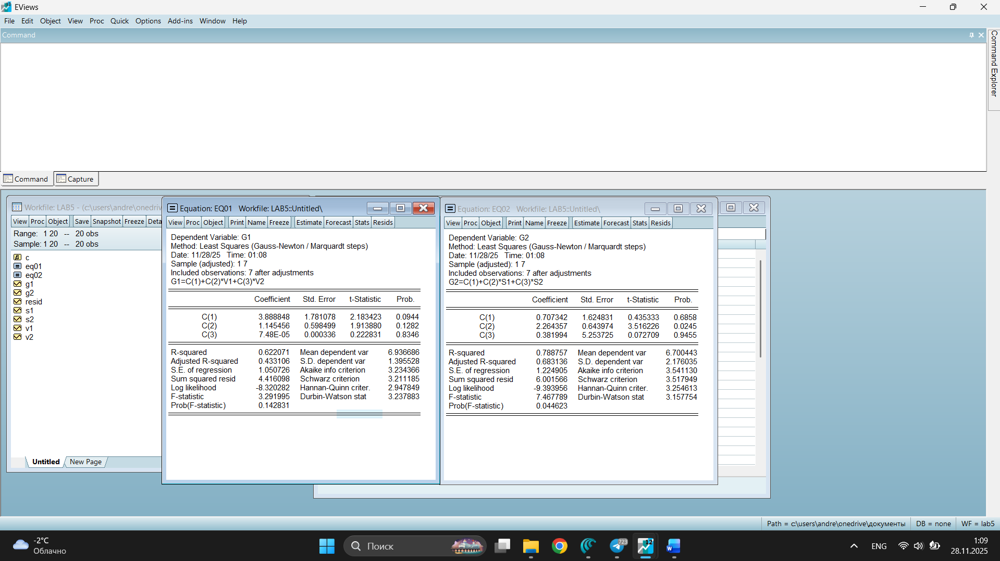 EViews
File Edit Object View Proc Quick Options Add-ins Window Help
Command
Command Explorer
Command Capture
Workfile: LAB5 - (c:\users\andre\onedriv
View Proc Object Save Snapshot Freeze Deta
Range: 1 20 -- 20 obs
Sample: 1 20 -- 20 obs
c
eq01
eq02
g1
g2
resid
s1
s2
v1
v2
Untitled New Page
Equation: EQ01 Workfile: LAB5::Untitled\
View Proc Object Print Name Freeze Estimate Forecast Stats Resids
Dependent Variable: G1
Method: Least Squares (Gauss-Newton / Marquardt steps)
Date: 11/28/25 Time: 01:08
Sample (adjusted): 1 7
Included observations: 7 after adjustments
G1=C(1)+C(2)*V1+C(3)*V2
Coefficient Std. Error t-Statistic Prob.
C(1) 3.888848 1.781078 2.183423 0.0944
C(2) 1.145456 0.598499 1.913880 0.1282
C(3) 7.48E-05 0.000336 0.222831 0.8346
R-squared 0.622071 Mean dependent var 6.936686
Adjusted R-squared 0.433106 S.D. dependent var 1.395528
S.E. of regression 1.050726 Akaike info criterion 3.234366
Sum squared resid 4.416098 Schwarz criterion 3.211185
Log likelihood -8.320282 Hannan-Quinn criter. 2.947849
F-statistic 3.291995 Durbin-Watson stat 3.237883
Prob(F-statistic) 0.142831
Equation: EQ02 Workfile: LAB5::Untitled\
View Proc Object Print Name Freeze Estimate Forecast Stats Resids
Dependent Variable: G2
Method: Least Squares (Gauss-Newton / Marquardt steps)
Date: 11/28/25 Time: 01:08
Sample (adjusted): 1 7
Included observations: 7 after adjustments
G2=C(1)+C(2)*S1+C(3)*S2
Coefficient Std. Error t-Statistic Prob.
C(1) 0.707342 1.624831 0.435333 0.6858
C(2) 2.264357 0.643974 3.516226 0.0245
C(3) 0.381994 5.253725 0.072709 0.9455
R-squared 0.788757 Mean dependent var 6.700443
Adjusted R-squared 0.683136 S.D. dependent var 2.176035
S.E. of regression 1.224905 Akaike info criterion 3.541130
Sum squared resid 6.001566 Schwarz criterion 3.517949
Log likelihood -9.393956 Hannan-Quinn criter. 3.254613
F-statistic 7.467789 Durbin-Watson stat 3.157754
Prob(F-statistic) 0.044623
Path = c:\users\andre\onedrive\документы DB = none WF = lab5
-2°C
Облачно
Поиск
723
12
W
ENG
1:09
28.11.2025